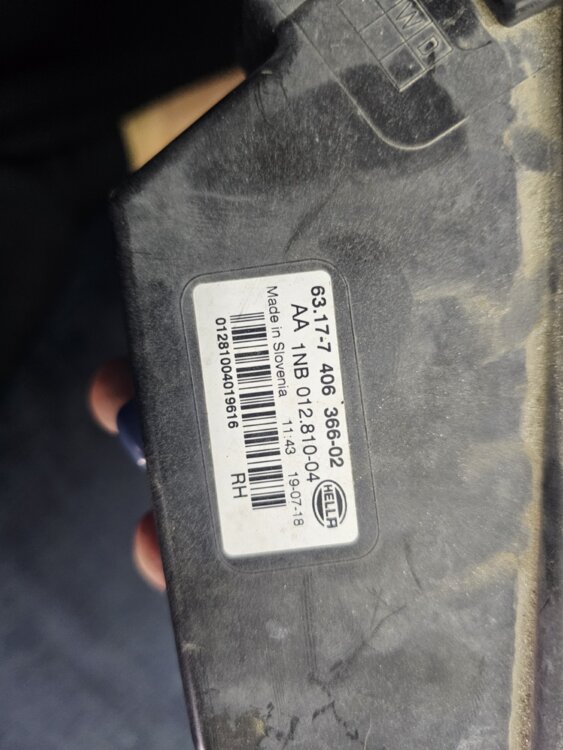 W D
63.17-7 406 366-02
AA 1NB 012.810-04
HELLA
Made in Slovenia 11:43 19-07-18
01281004019616
RH